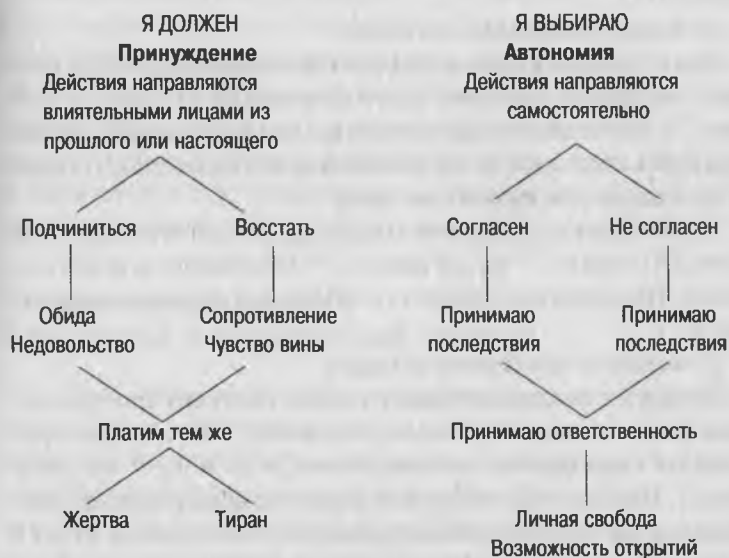 Я ДОЛЖЕН
Принуждение
Действия направляются
влиятельными лицами из
прошлого или настоящего
Подчиниться Восстать
Обида Сопротивление
Недовольство Чувство вины
Платим тем же
Жертва Тиран
Я ВЫБИРАЮ
Автономия
Действия направляются
самостоятельно
Согласен Не согласен
Принимаю Принимаю
последствия последствия
Принимаю ответственность
Личная свобода
Возможность открытий